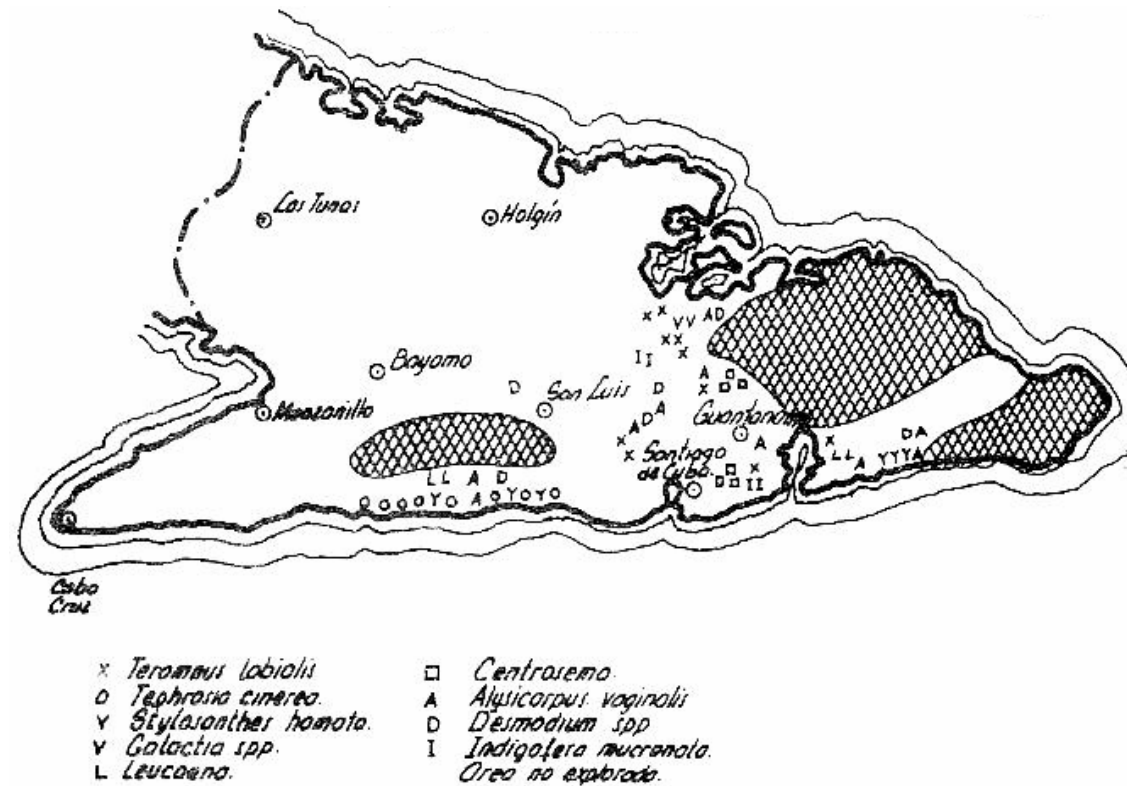 Las Tunas
Holgín
x x V V A D
x x
x
I I
Bayamo
A
D
San Luis
D
x
Manzanillo
A
A D
Guantanamo
x
A
x
D A
x
Santiago
de Cuba.
L L A Y Y Y A
L L A D
x
I I
Y A Y Y
Cabo
Cruz
x Teramnus labialis
o Tephrosia cinerea.
Y Stylosanthes hamata.
V Galactia spp.
L Leucaena.
□ Centrosema
A Alysicarpus vaginalis
D Desmodium spp
I Indigofera mucronata.
Area no explorada.